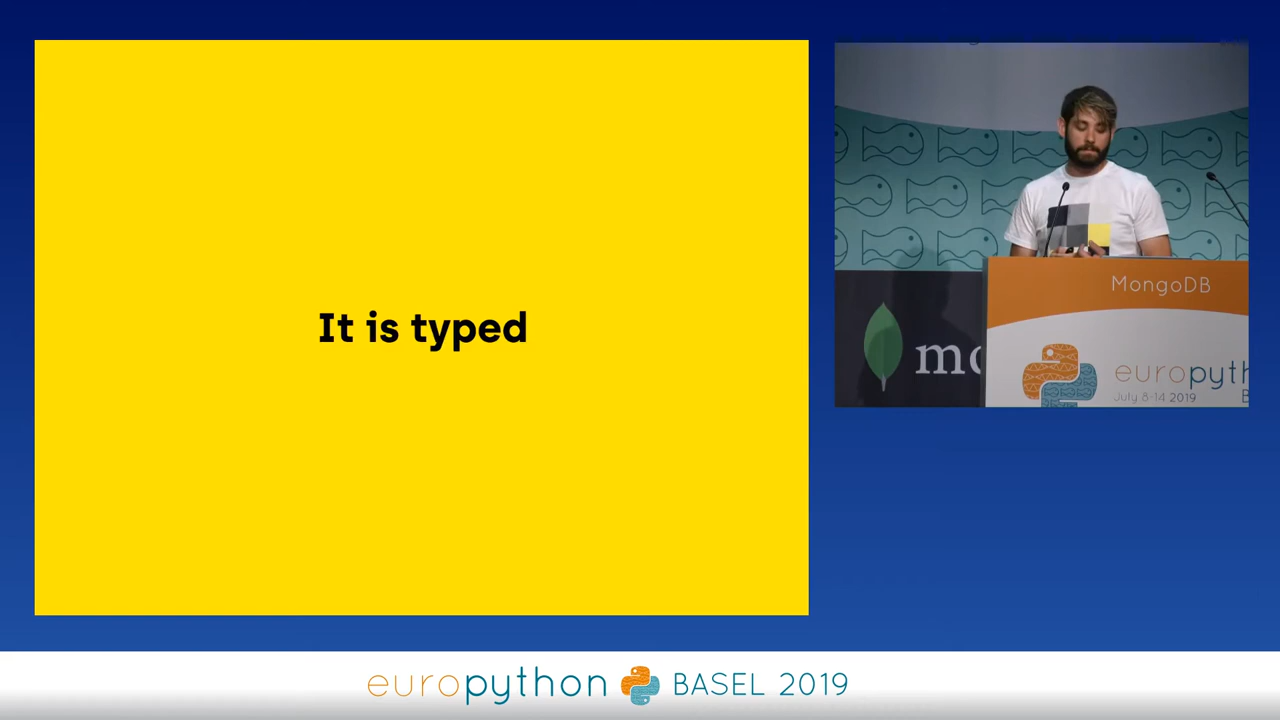 It is typed
MongoDB
mo
europyth
July 8-14 2019
B
europython BASEL 2019